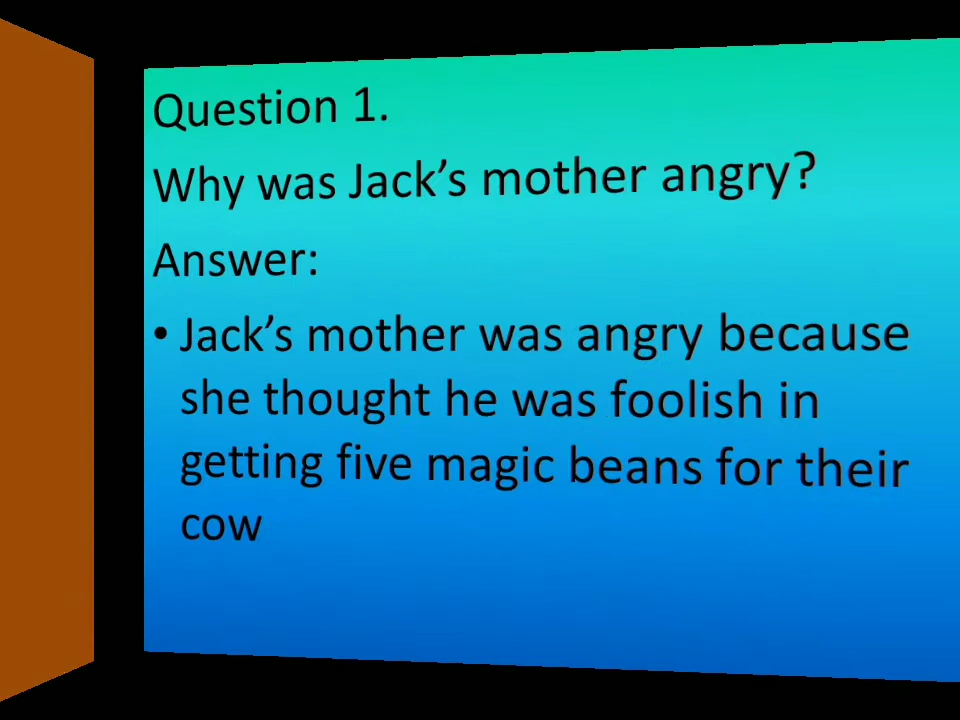 Question 1.
Why was Jack’s mother angry?
Answer:
• Jack’s mother was angry because
she thought he was foolish in
getting five magic beans for their
cow